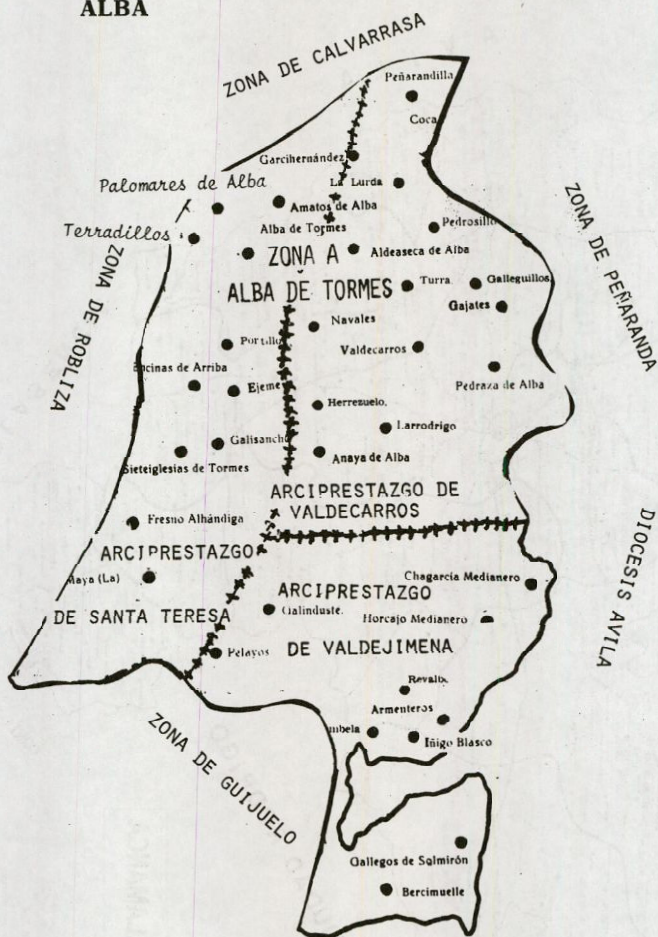 ALBA
ZONA DE CALVARRASA
Peñarandilla
Coca
Garcihernández
La Lurda
Palomares de Alba
Amatos de Alba
Terradillos
Alba de Tormes
Pedrosillo
ZONA A
Aldeaseca de Alba
ZONA DE ROBLIZA
ZONA DE PEÑARANDA
ALBA DE TORMES
Turra
Galleguillos
Gajates
Navales
Portillo
Valdecarros
Encinas de Arriba
Pedraza de Alba
Ejeme
Herrezuelo.
Larrodrigo
Galisancho
Anaya de Alba
Sieteiglesias de Tormes
ARCIPRESTAZGO DE
VALDECARROS
Fresno Alhándiga
DIOCESIS AVILA
ARCIPRESTAZGO
Maya (La)
DE SANTA TERESA
Chagarcía Medianero
ARCIPRESTAZGO
Galinduste.
Horcajo Medianero
DE VALDEJIMENA
Pelayos
Revalb.
Armenteros
mbela
Iñigo Blasco
ZONA DE GUIJUELO
Gallegos de Solmirón
Bercimuelle